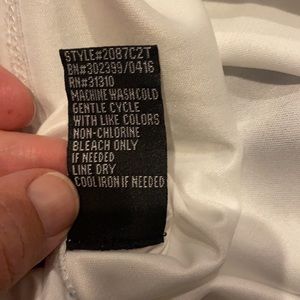 STYLE#2087C2T
BN#302399/0416
RN#31310
MACHINE WASH COLD
GENTLE CYCLE
WITH LIKE COLORS
NON-CHLORINE
BLEACH ONLY
IF NEEDED
LINE DRY
COOL IRON IF NEEDED